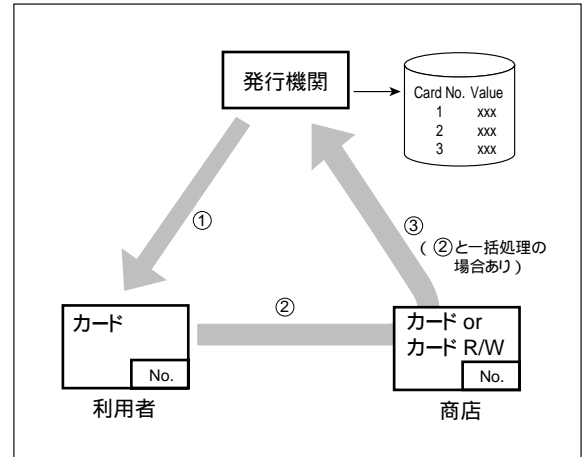 発行機関
Card No. Value
1 xxx
2 xxx
3 xxx
①
③
(②と一括処理の
場合あり)
②
カード
No.
利用者
カード or
カード R/W
No.
商店